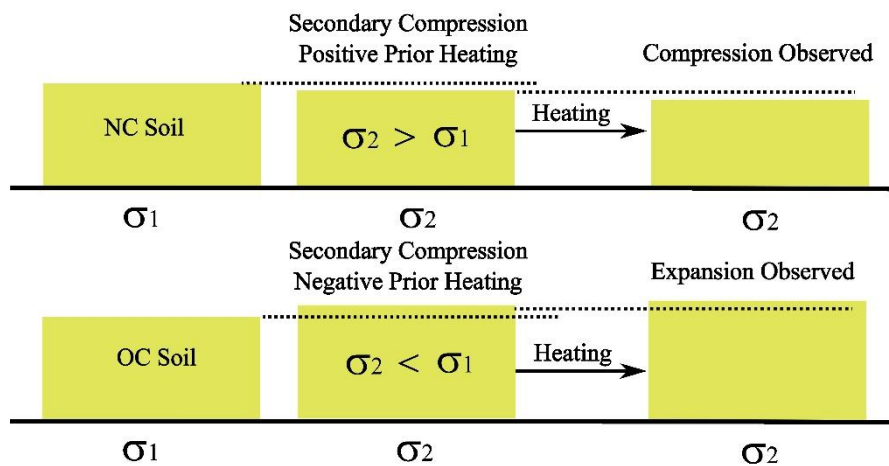 Secondary Compression
Positive Prior Heating
Compression Observed
NC Soil
σ2 > σ1
Heating
σ1
σ2
σ2
Secondary Compression
Negative Prior Heating
Expansion Observed
OC Soil
σ2 < σ1
Heating
σ1
σ2
σ2